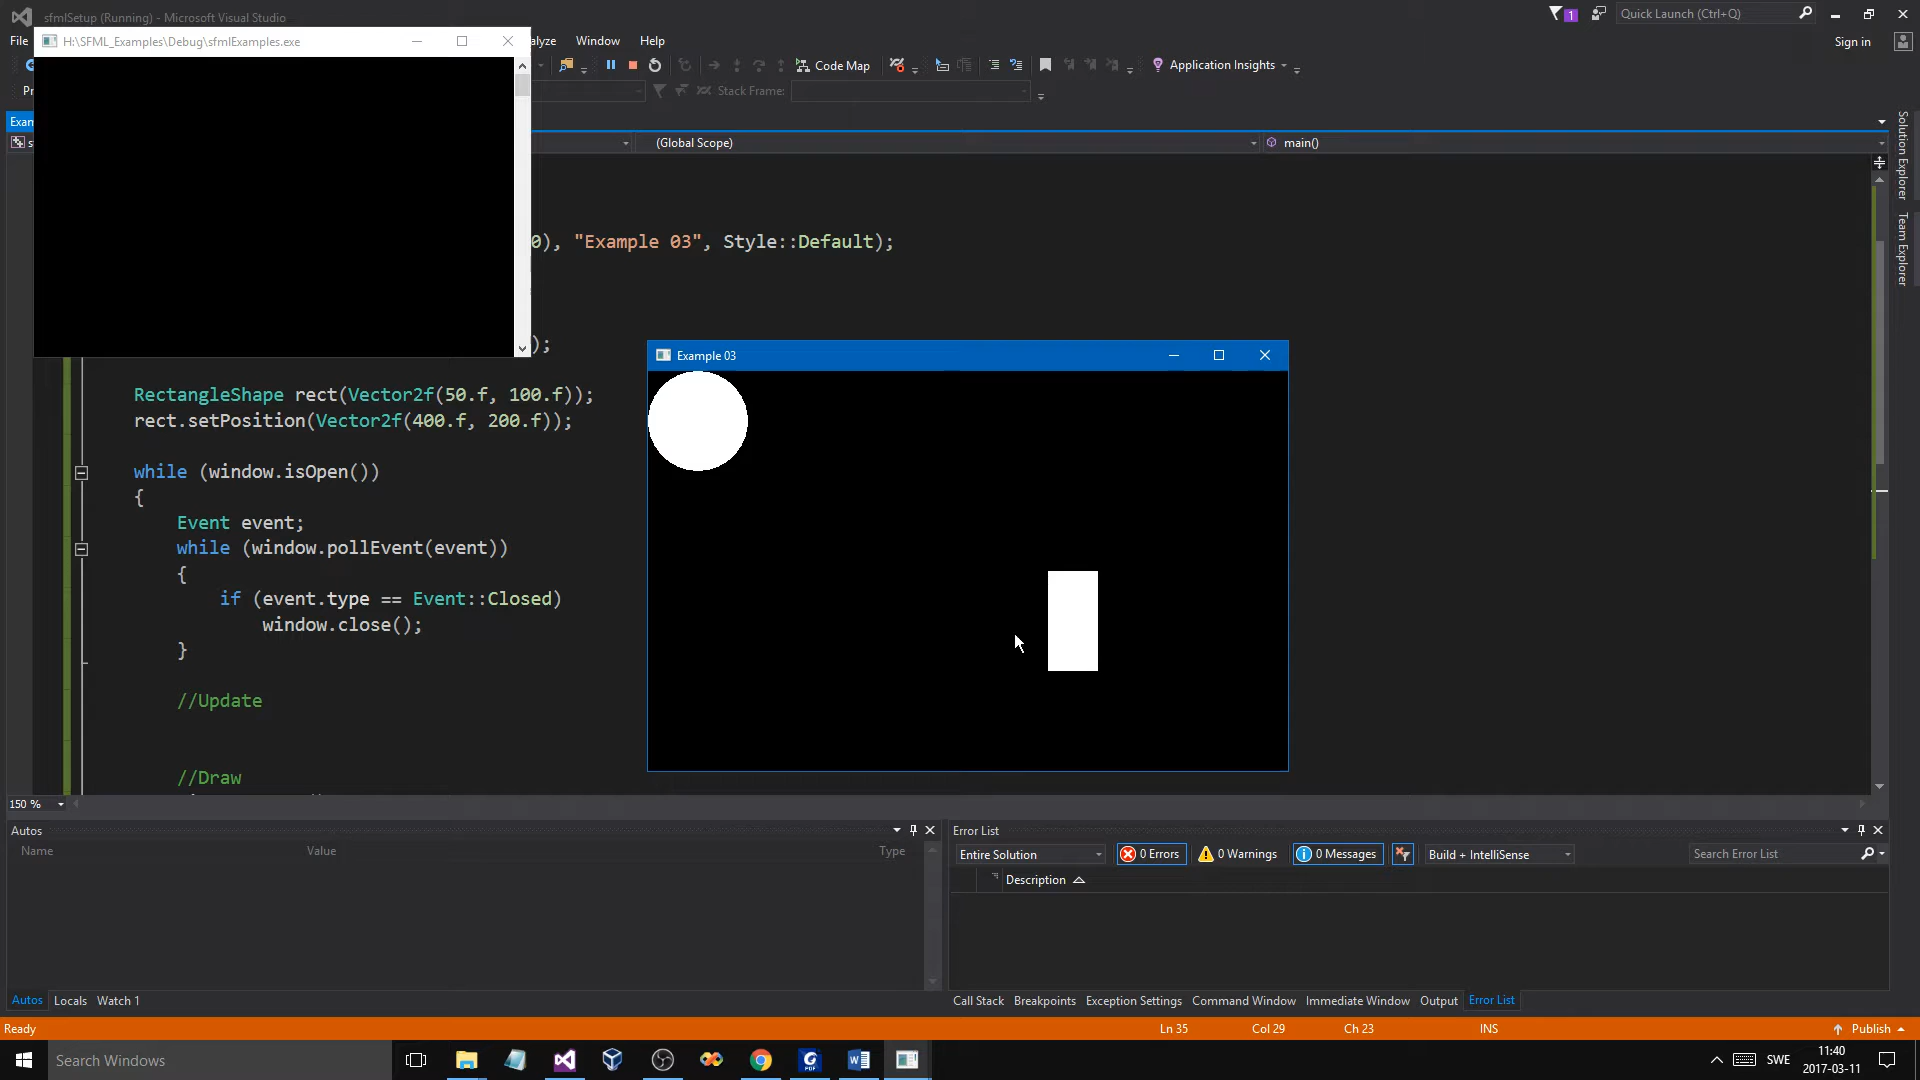 sfmlSetup (Running) - Microsoft Visual Studio
1
Quick Launch (Ctrl+Q)
File
H:\SFML_Examples\Debug\sfmlExamples.exe
Window Help
Sign in
Code Map
Application Insights
Stack Frame:
(Global Scope)
main()
Solution Explorer
Team Explorer
0), "Example 03", Style::Default);
);
Example 03
RectangleShape rect(Vector2f(50.f, 100.f));
rect.setPosition(Vector2f(400.f, 200.f));
while (window.isOpen())
{
Event event;
while (window.pollEvent(event))
{
if (event.type == Event::Closed)
window.close();
}
//Update
//Draw
150 %
Autos
Name Value Type
Error List
Entire Solution
0 Errors
0 Warnings
0 Messages
Build + IntelliSense
Search Error List
Description
Autos Locals Watch 1
Call Stack Breakpoints Exception Settings Command Window Immediate Window Output Error List
Ready
Ln 35 Col 29 Ch 23 INS
Publish
Search Windows
SWE
11:40
2017-03-11